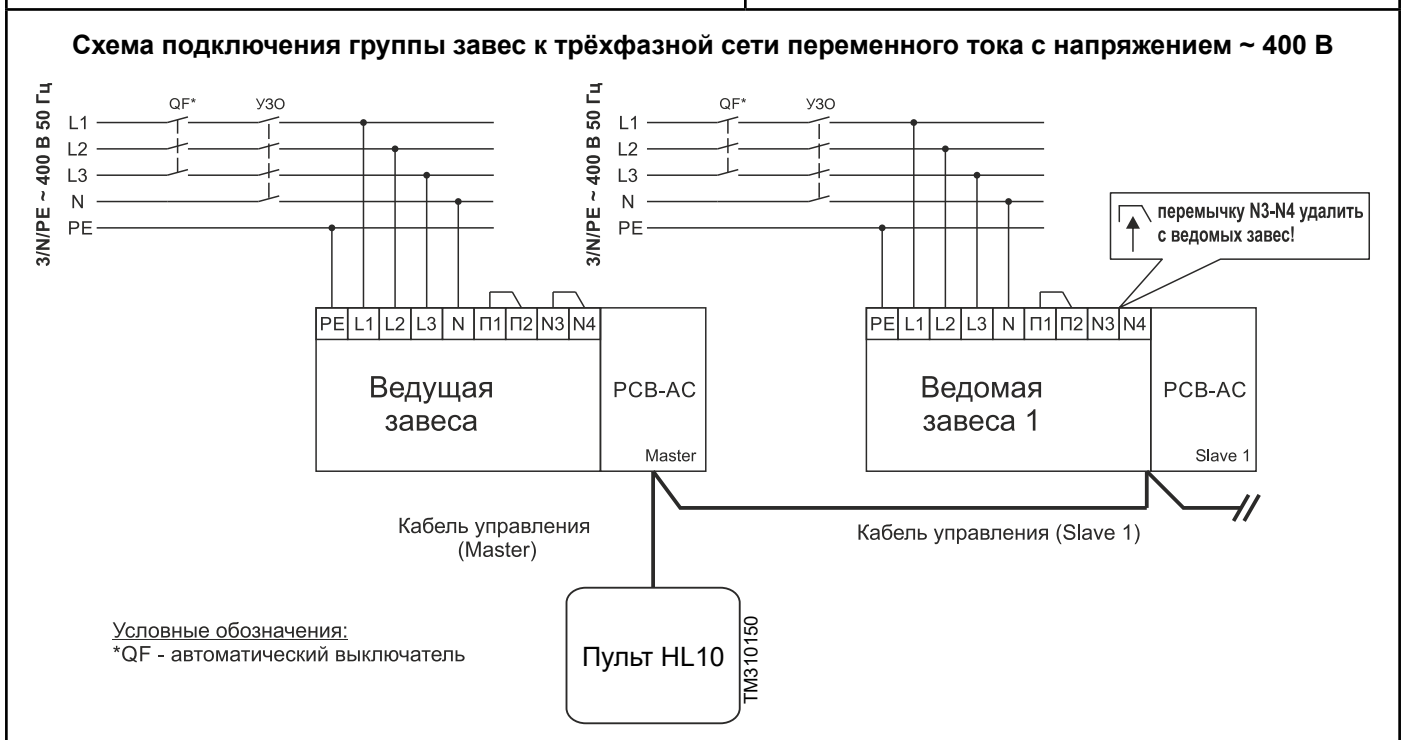 Схема подключения группы завес к трёхфазной сети переменного тока с напряжением ~ 400 В
3/N/PE ~ 400 В 50 Гц
QF*
УЗО
L1
L2
L3
N
PE
3/N/PE ~ 400 В 50 Гц
QF*
УЗО
L1
L2
L3
N
PE
перемычку N3-N4 удалить
с ведомых завес!
PE L1 L2 L3 N П1 П2 N3 N4
Ведущая
завеса
PCB-AC
Master
PE L1 L2 L3 N П1 П2 N3 N4
Ведомая
завеса 1
PCB-AC
Slave 1
Кабель управления
(Master)
Кабель управления (Slave 1)
Условные обозначения:
*QF - автоматический выключатель
Пульт HL10
TM310150